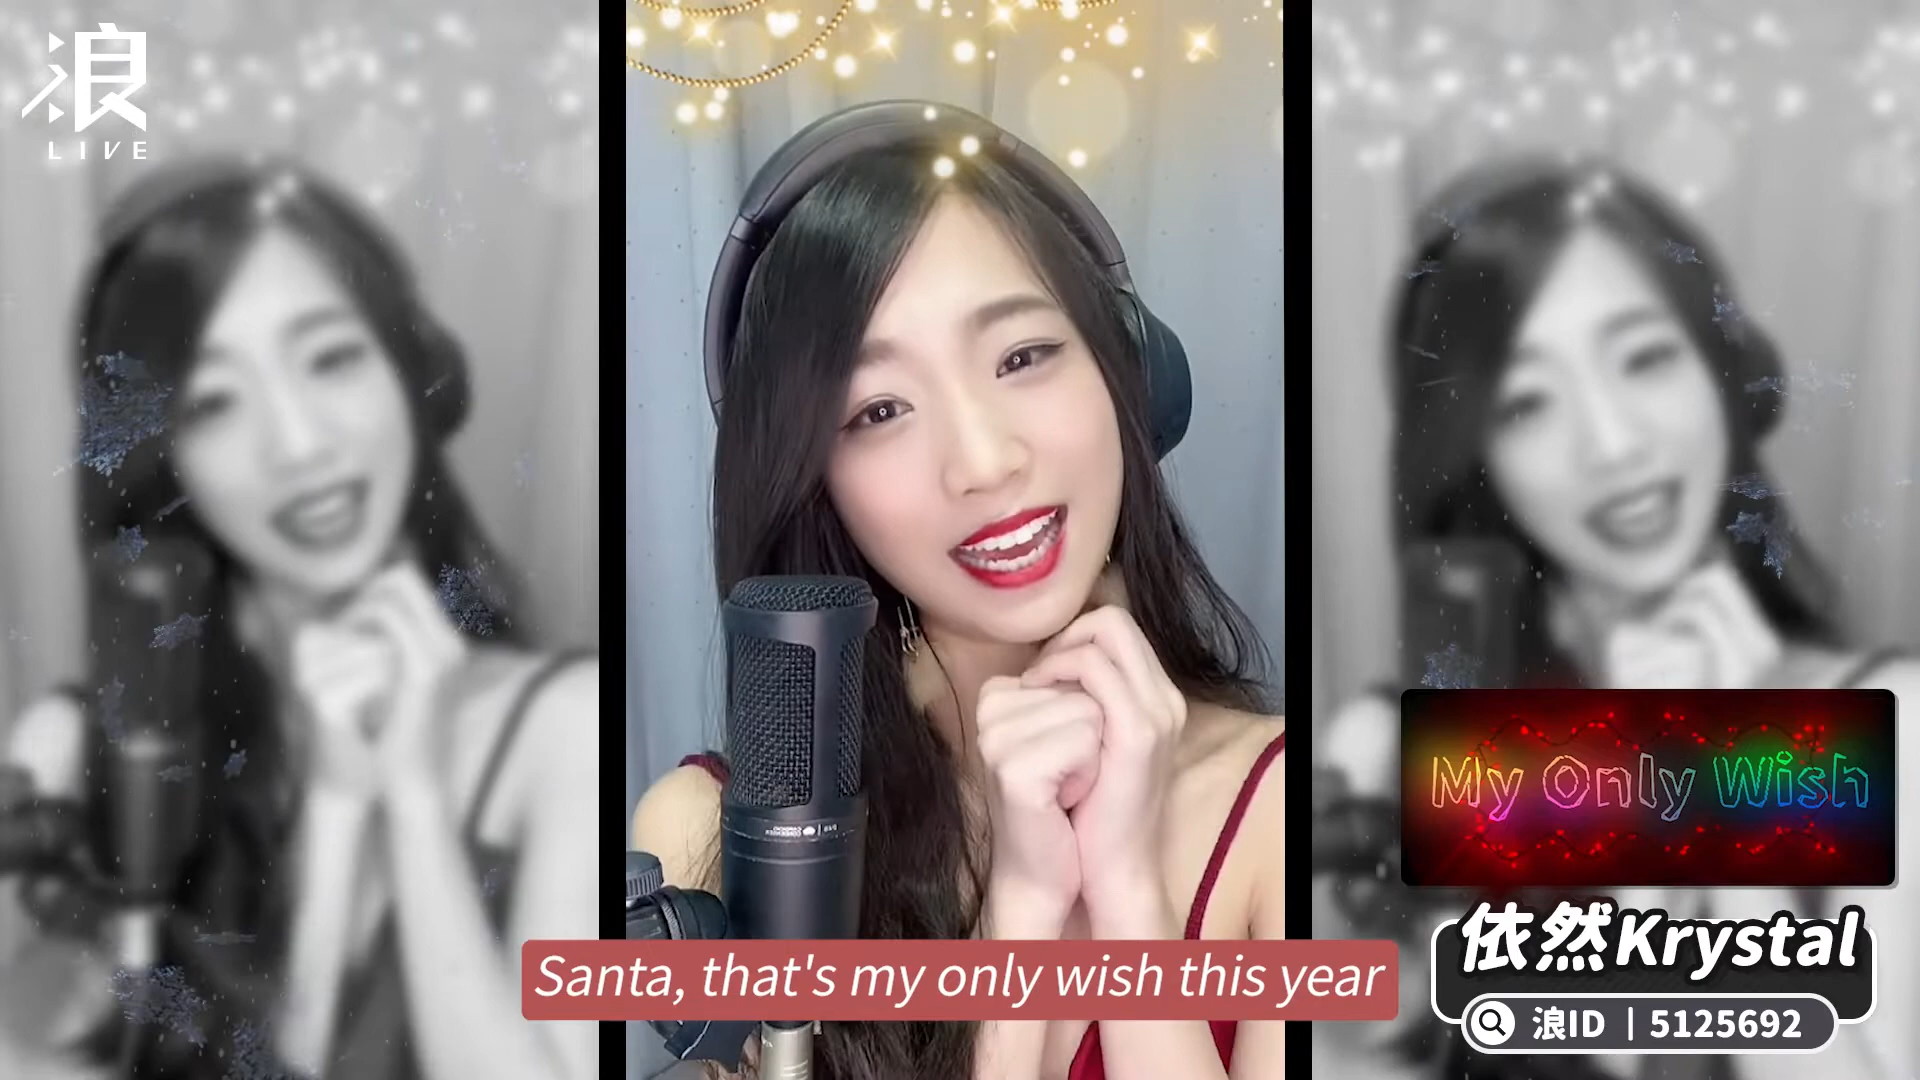 浪
LIVE
My Only Wish
依然Krystal
Santa, that's my only wish this year
浪ID | 5125692